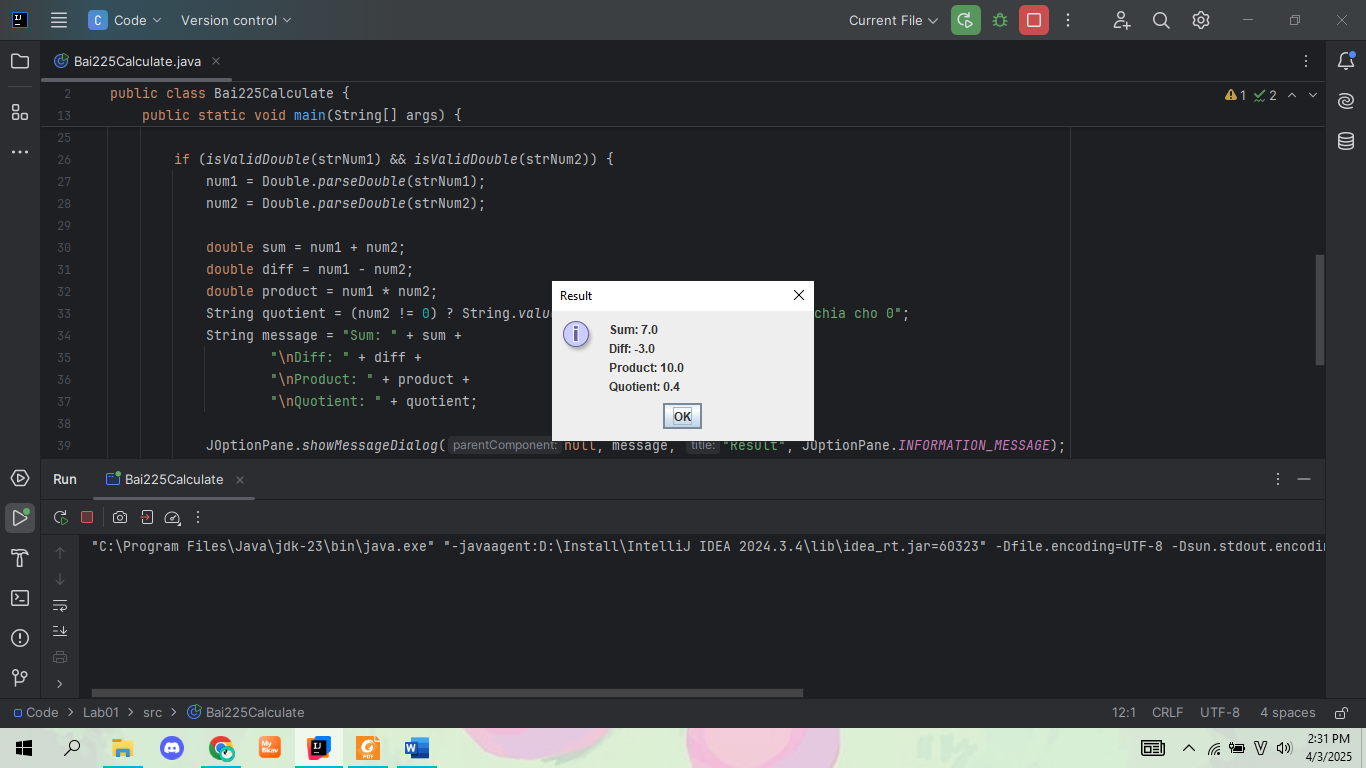 C Code Version control Current File
Bai225Calculate.java
1 2
2 public class Bai225Calculate {
13 public static void main(String[] args) {
25
26 if (isValidDouble(strNum1) && isValidDouble(strNum2)) {
27 num1 = Double.parseDouble(strNum1);
28 num2 = Double.parseDouble(strNum2);
29
30 double sum = num1 + num2;
31 double diff = num1 - num2;
32 double product = num1 * num2;
33 String quotient = (num2 != 0) ? String.valu chia cho 0";
34 String message = "Sum: " + sum +
35 "\nDiff: " + diff +
36 "\nProduct: " + product +
37 "\nQuotient: " + quotient;
38
39 JOptionPane.showMessageDialog( parentComponent: null, message, title: "Result", JOptionPane.INFORMATION_MESSAGE);
Result
Sum: 7.0
Diff: -3.0
Product: 10.0
Quotient: 0.4
OK
Run Bai225Calculate
"C:\Program Files\Java\jdk-23\bin\java.exe" "-javaagent:D:\Install\IntelliJ IDEA 2024.3.4\lib\idea_rt.jar=60323" -Dfile.encoding=UTF-8 -Dsun.stdout.encodin
Code > Lab01 > src > Bai225Calculate 12:1 CRLF UTF-8 4 spaces
My Bkav
PDF
2:31 PM
4/3/2025